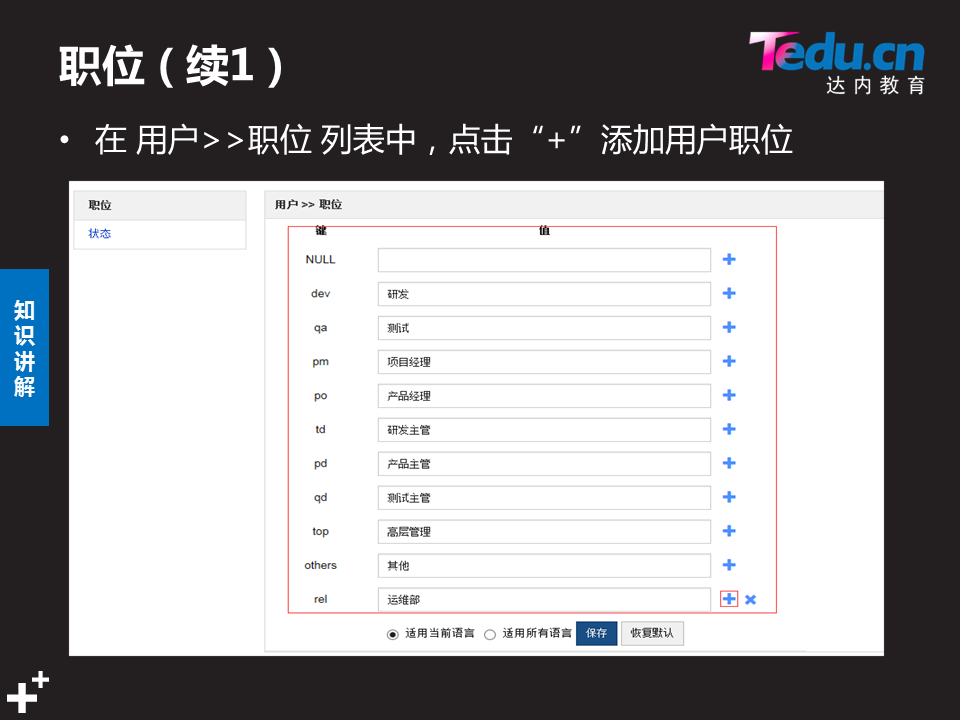 职位（续1）
Tedu.cn
达内教育
• 在 用户>>职位 列表中，点击“+”添加用户职位
职位
状态
用户 >> 职位
键 值
NULL
dev 研发
qa 测试
pm 项目经理
po 产品经理
td 研发主管
pd 产品主管
qd 测试主管
top 高层管理
others 其他
rel 运维部
适用当前语言 适用所有语言 保存 恢复默认
知识讲解